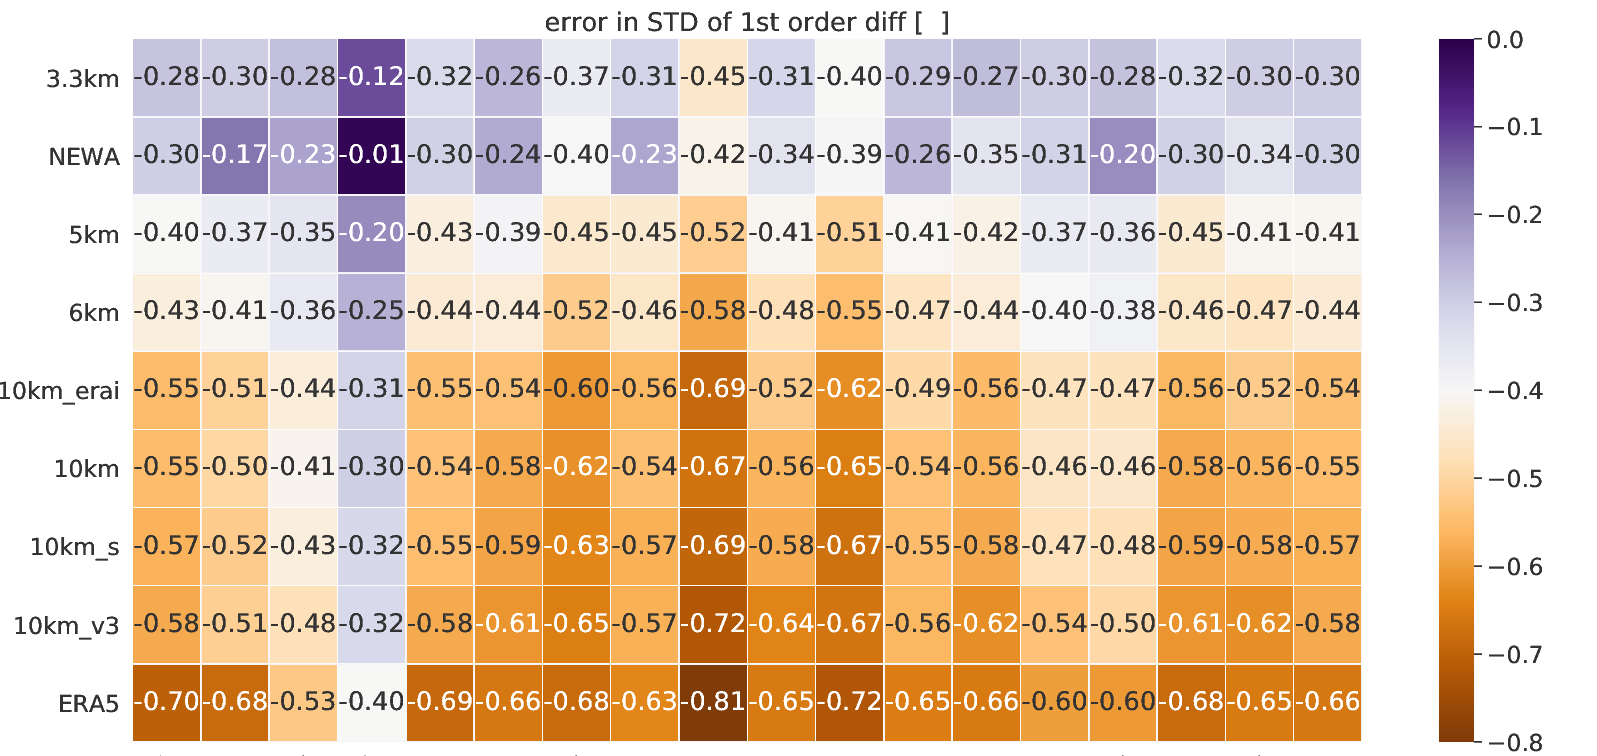 error in STD of 1st order diff [ ]
3.3km -0.28 -0.30 -0.28 -0.12 -0.32 -0.26 -0.37 -0.31 -0.45 -0.31 -0.40 -0.29 -0.27 -0.30 -0.28 -0.32 -0.30 -0.30
NEWA -0.30 -0.17 -0.23 -0.01 -0.30 -0.24 -0.40 -0.23 -0.42 -0.34 -0.39 -0.26 -0.35 -0.31 -0.20 -0.30 -0.34 -0.30
5km -0.40 -0.37 -0.35 -0.20 -0.43 -0.39 -0.45 -0.45 -0.52 -0.41 -0.51 -0.41 -0.42 -0.37 -0.36 -0.45 -0.41 -0.41
6km -0.43 -0.41 -0.36 -0.25 -0.44 -0.44 -0.52 -0.46 -0.58 -0.48 -0.55 -0.47 -0.44 -0.40 -0.38 -0.46 -0.47 -0.44
10km_erai -0.55 -0.51 -0.44 -0.31 -0.55 -0.54 -0.60 -0.56 -0.69 -0.52 -0.62 -0.49 -0.56 -0.47 -0.47 -0.56 -0.52 -0.54
10km -0.55 -0.50 -0.41 -0.30 -0.54 -0.58 -0.62 -0.54 -0.67 -0.56 -0.65 -0.54 -0.56 -0.46 -0.46 -0.58 -0.56 -0.55
10km_s -0.57 -0.52 -0.43 -0.32 -0.55 -0.59 -0.63 -0.57 -0.69 -0.58 -0.67 -0.55 -0.58 -0.47 -0.48 -0.59 -0.58 -0.57
10km_v3 -0.58 -0.51 -0.48 -0.32 -0.58 -0.61 -0.65 -0.57 -0.72 -0.64 -0.67 -0.56 -0.62 -0.54 -0.50 -0.61 -0.62 -0.58
ERA5 -0.70 -0.68 -0.53 -0.40 -0.69 -0.66 -0.68 -0.63 -0.81 -0.65 -0.72 -0.65 -0.66 -0.60 -0.60 -0.68 -0.65 -0.66
0.0
−0.1
−0.2
−0.3
−0.4
−0.5
−0.6
−0.7
−0.8